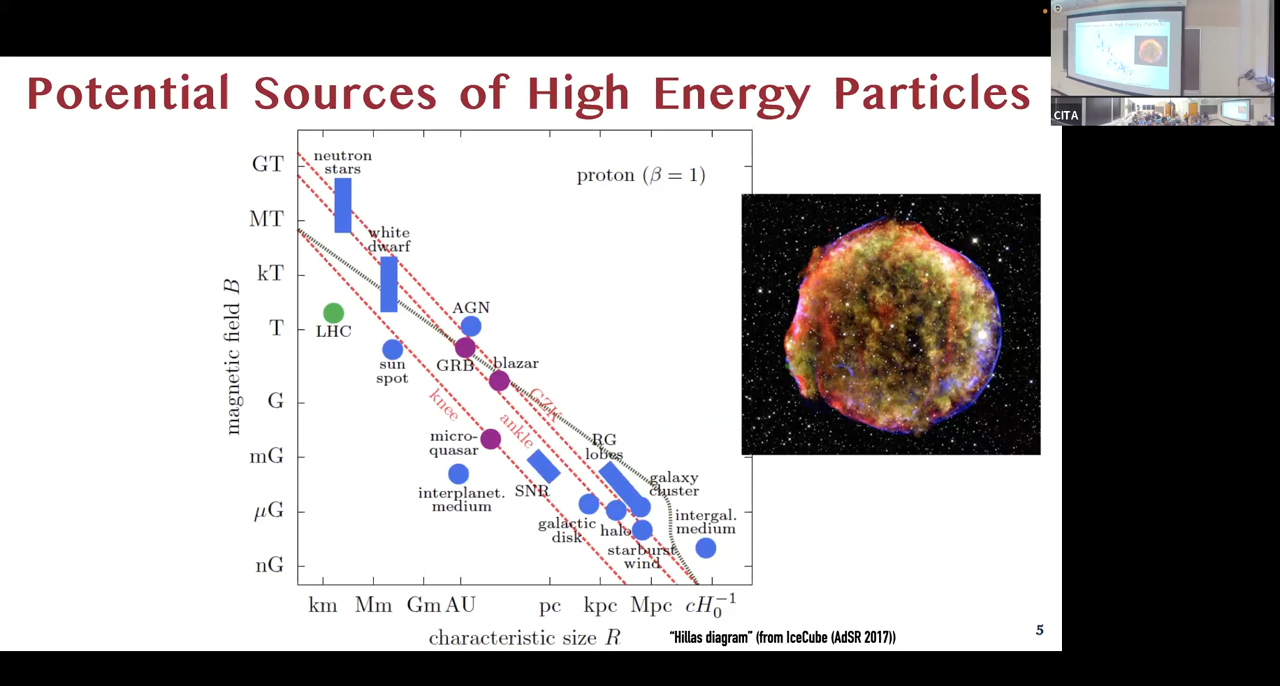 Potential Sources of High Energy Particles
CITA
GT
MT
kT
T
G
mG
μG
nG
magnetic field B
proton (β = 1)
neutron
stars
white
dwarf
LHC
sun
spot
AGN
GRB
blazar
knee
ankle
GZK
micro-
quasar
interplanet.
medium
SNR
RG
lobes
galaxy
cluster
galactic
disk
halo
starburst
wind
intergal.
medium
km Mm Gm AU pc kpc Mpc cH₀⁻¹
characteristic size R
"Hillas diagram" (from IceCube (AdSR 2017))
5